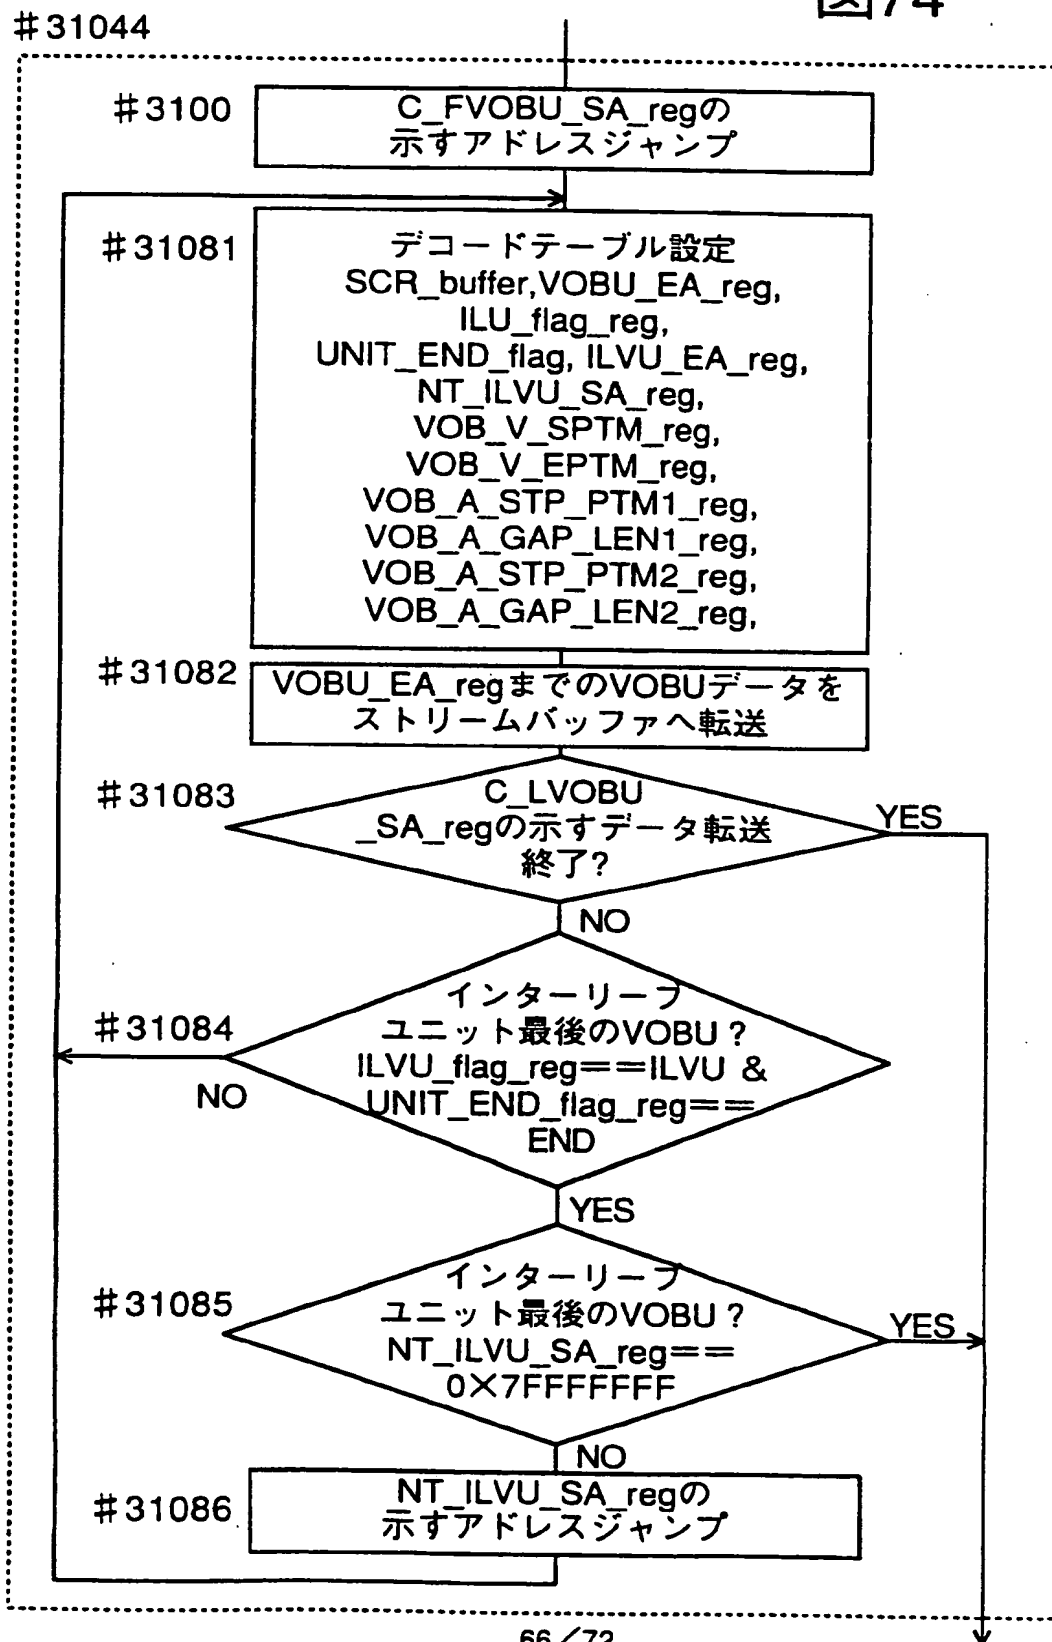 図74
#31044
#3100
C_FVOBU_SA_regの
示すアドレスジャンプ
#31081
デコードテーブル設定
SCR_buffer,VOBU_EA_reg,
ILU_flag_reg,
UNIT_END_flag, ILVU_EA_reg,
NT_ILVU_SA_reg,
VOB_V_SPTM_reg,
VOB_V_EPTM_reg,
VOB_A_STP_PTM1_reg,
VOB_A_GAP_LEN1_reg,
VOB_A_STP_PTM2_reg,
VOB_A_GAP_LEN2_reg,
#31082
VOBU_EA_regまでのVOBUデータを
ストリームバッファへ転送
#31083
C_LVOBU
_SA_regの示すデータ転送
終了?
YES
NO
#31084
インターリーブ
ユニット最後のVOBU?
ILVU_flag_reg==ILVU &
UNIT_END_flag_reg==
END
NO
YES
#31085
インターリーブ
ユニット最後のVOBU?
NT_ILVU_SA_reg==
0×7FFFFFFF
YES
NO
#31086
NT_ILVU_SA_regの
示すアドレスジャンプ
66/72